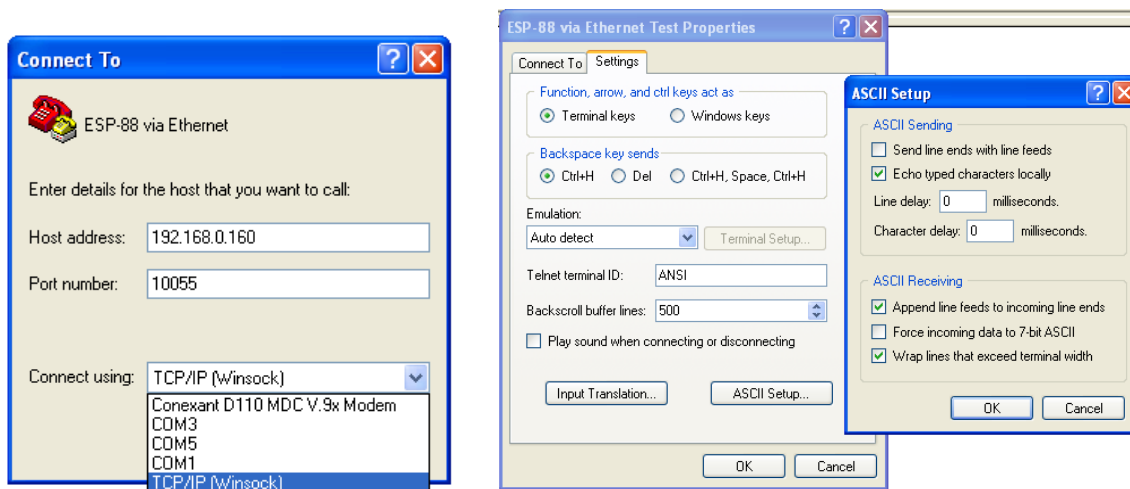 Connect To
ESP-88 via Ethernet
Enter details for the host that you want to call:
Host address: 192.168.0.160
Port number: 10055
Connect using: TCP/IP (Winsock)
Conexant D110 MDC V.9x Modem
COM3
COM5
COM1
TCP/IP (Winsock)
ESP-88 via Ethernet Test Properties
Connect To Settings
Function, arrow, and ctrl keys act as
Terminal keys Windows keys
Backspace key sends
Ctrl+H Del Ctrl+H, Space, Ctrl+H
Emulation:
Auto detect Terminal Setup...
Telnet terminal ID: ANSI
Backscroll buffer lines: 500
Play sound when connecting or disconnecting
Input Translation... ASCII Setup...
OK Cancel
ASCII Setup
ASCII Sending
Send line ends with line feeds
Echo typed characters locally
Line delay: 0 milliseconds.
Character delay: 0 milliseconds.
ASCII Receiving
Append line feeds to incoming line ends
Force incoming data to 7-bit ASCII
Wrap lines that exceed terminal width
OK Cancel